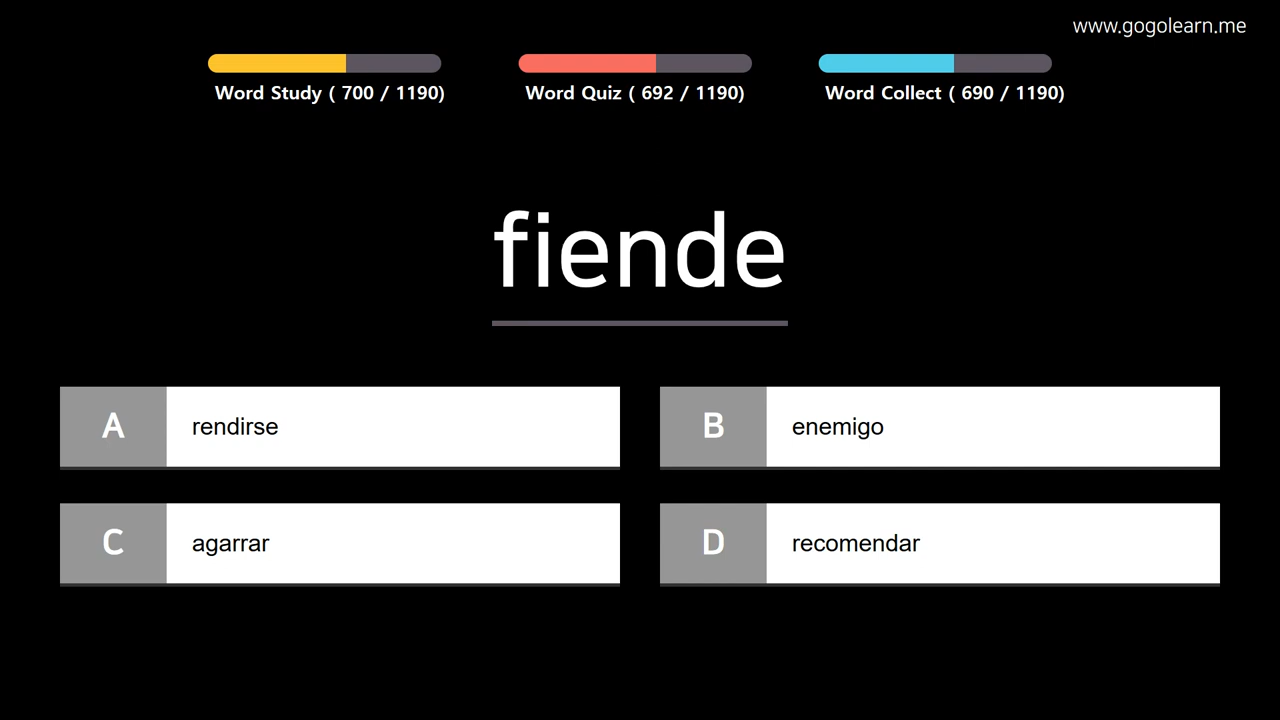 www.gogolearn.me
Word Study ( 700 / 1190)
Word Quiz ( 692 / 1190)
Word Collect ( 690 / 1190)
fiende
A rendirse
B enemigo
C agarrar
D recomendar